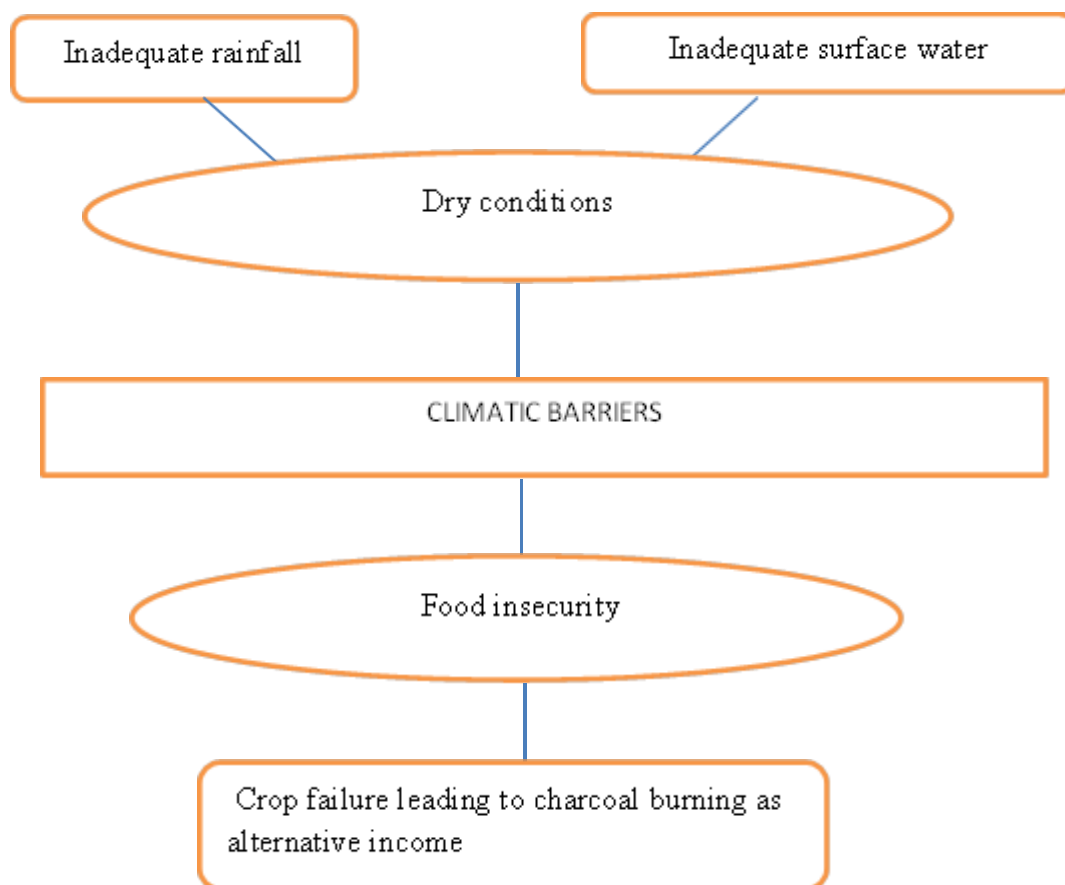 Inadequate rainfall
Inadequate surface water
Dry conditions
CLIMATIC BARRIERS
Food insecurity
Crop failure leading to charcoal burning as
alternative income